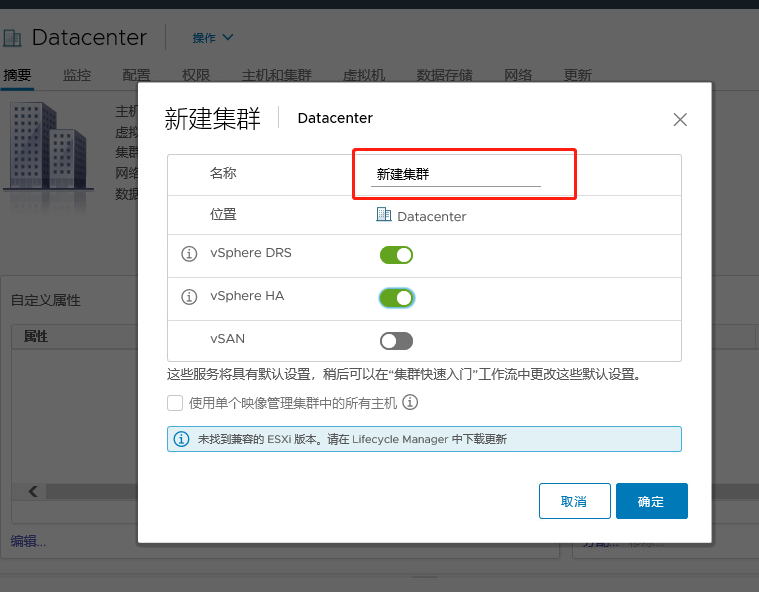 Datacenter 操作
摘要 监控 配置 权限 主机和集群 虚拟机 数据存储 网络 更新
主机
虚拟
集群
网络
数据
新建集群 Datacenter
名称 新建集群
位置 Datacenter
vSphere DRS
vSphere HA
vSAN
这些服务将具有默认设置，稍后可以在“集群快速入门”工作流中更改这些默认设置。
使用单个映像管理集群中的所有主机
未找到兼容的 ESXi 版本。请在 Lifecycle Manager 中下载更新
取消 确定
自定义属性
属性
编辑...